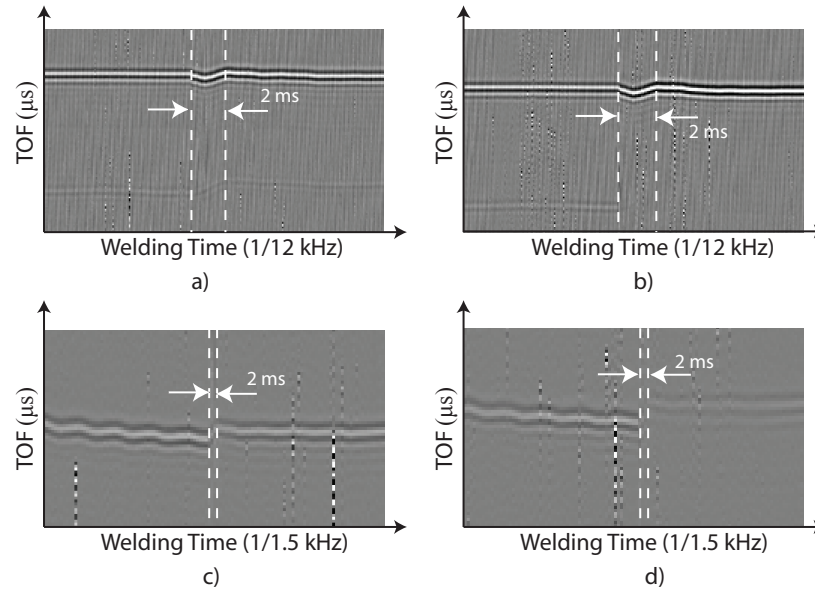 TOF (μs)
2 ms
Welding Time (1/12 kHz)
a)
TOF (μs)
2 ms
Welding Time (1/12 kHz)
b)
TOF (μs)
2 ms
Welding Time (1/1.5 kHz)
c)
TOF (μs)
2 ms
Welding Time (1/1.5 kHz)
d)